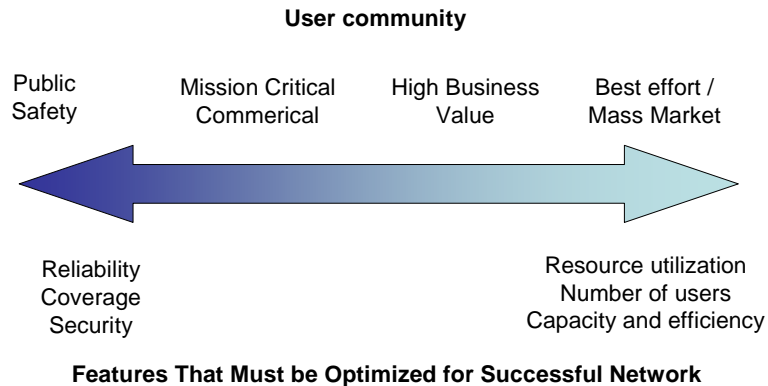 User community
Public
Safety
Mission Critical
Commerical
High Business
Value
Best effort /
Mass Market
Reliability
Coverage
Security
Resource utilization
Number of users
Capacity and efficiency
Features That Must be Optimized for Successful Network